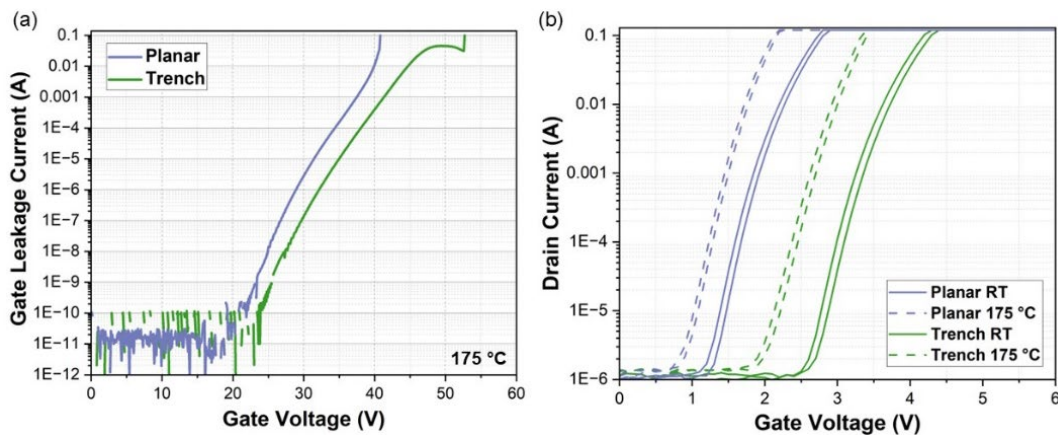 (a)
Gate Leakage Current (A)
0.1
0.01
0.001
1E-4
1E-5
1E-6
1E-7
1E-8
1E-9
1E-10
1E-11
1E-12
Planar
Trench
175 °C
0 10 20 30 40 50 60
Gate Voltage (V)
(b)
Drain Current (A)
0.1
0.01
0.001
1E-4
1E-5
1E-6
Planar RT
Planar 175 °C
Trench RT
Trench 175 °C
0 1 2 3 4 5 6
Gate Voltage (V)